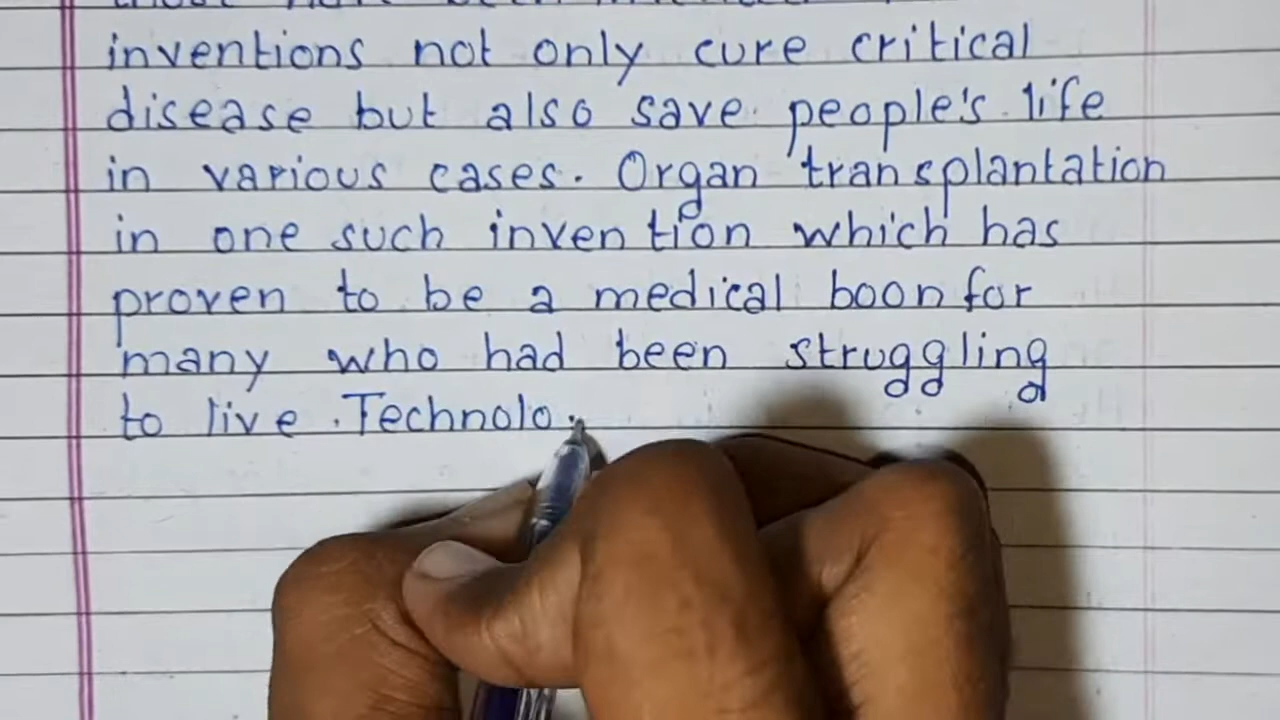 inventions not only cure critical
disease but also save people's life
in various cases. Organ transplantation
in one such invention which has
proven to be a medical boon for
many who had been struggling
to live. Technolo